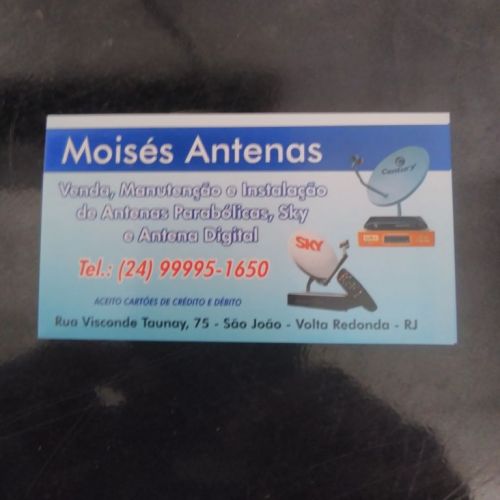 Moisés Antenas
Venda, Manutenção e Instalação
de Antenas Parabólicas, Sky
e Antena Digital
Tel.: (24) 99995-1650
ACEITO CARTÕES DE CRÉDITO E DÉBITO
Rua Visconde Taunay, 75 - São João - Volta Redonda - RJ
Century
SKY